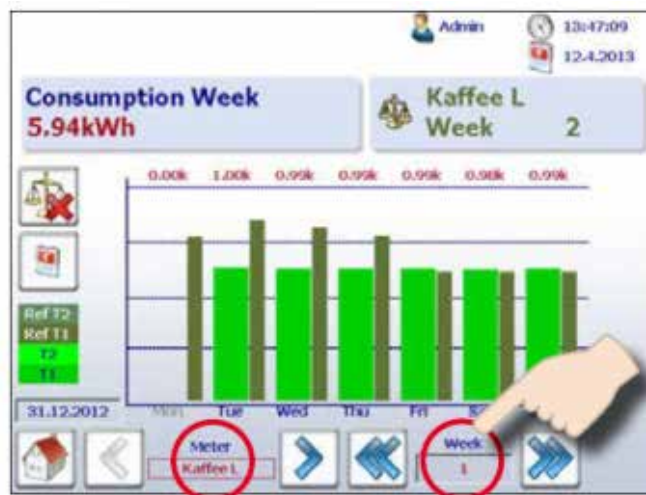 Admin
13:47:09
12.4.2013
Consumption Week
5.94kWh
Kaffee L
Week 2
0.00k 1.00k 0.99k 0.99k 0.99k 0.98k 0.99k
Ref T2
Ref T1
T2
T1
31.12.2012
Mon Tue Wed Thu Fri
Meter
Kaffee L
Week
1